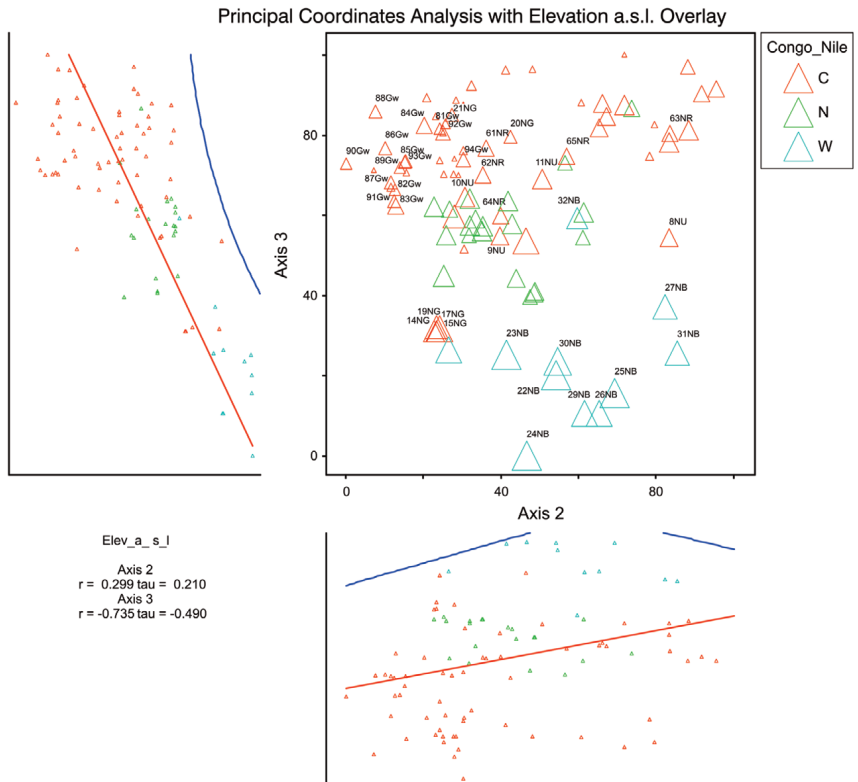 Principal Coordinates Analysis with Elevation a.s.l. Overlay
Congo_Nile
C
N
W
Axis 3
80
40
0
88Gw
21NG
84Gw
81Gw
92Gw
20NG
63NR
86Gw
61NR
94Gw
65NR
90Gw
85Gw
93Gw
89Gw
62NR
11NU
87Gw
82Gw
10NU
91Gw
83Gw
64NR
32NB
8NU
9NU
27NB
19NG
17NG
14NG
15NG
23NB
30NB
31NB
22NB
25NB
29NB
26NB
24NB
0
40
80
Axis 2
Elev_a_ s_l
Axis 2
r = 0.299 tau = 0.210
Axis 3
r = -0.735 tau = -0.490